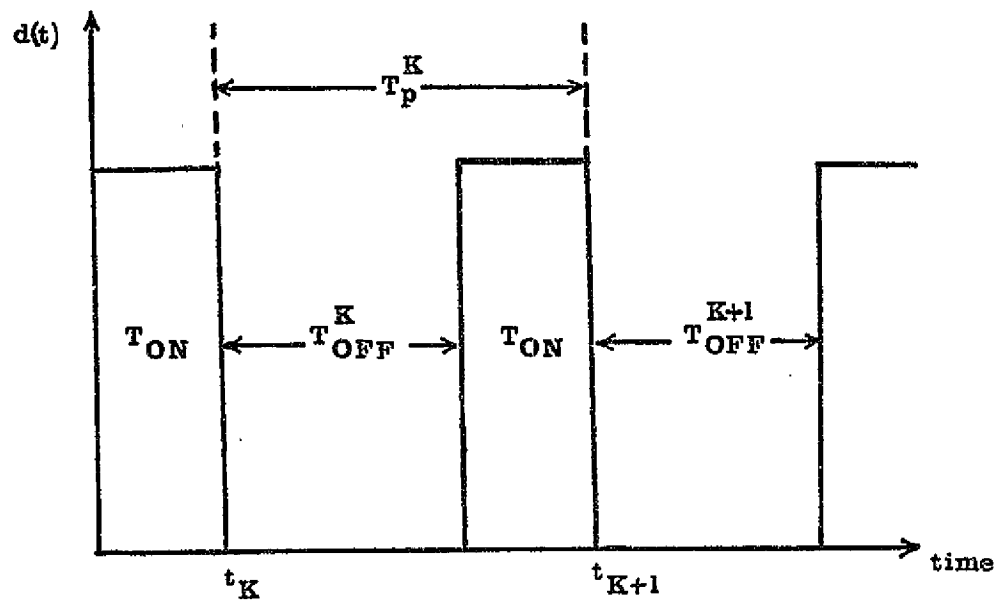 d(t)
T_p^K
T_ON
T_OFF^K
T_ON
T_OFF^K+1
time
t_K
t_K+1